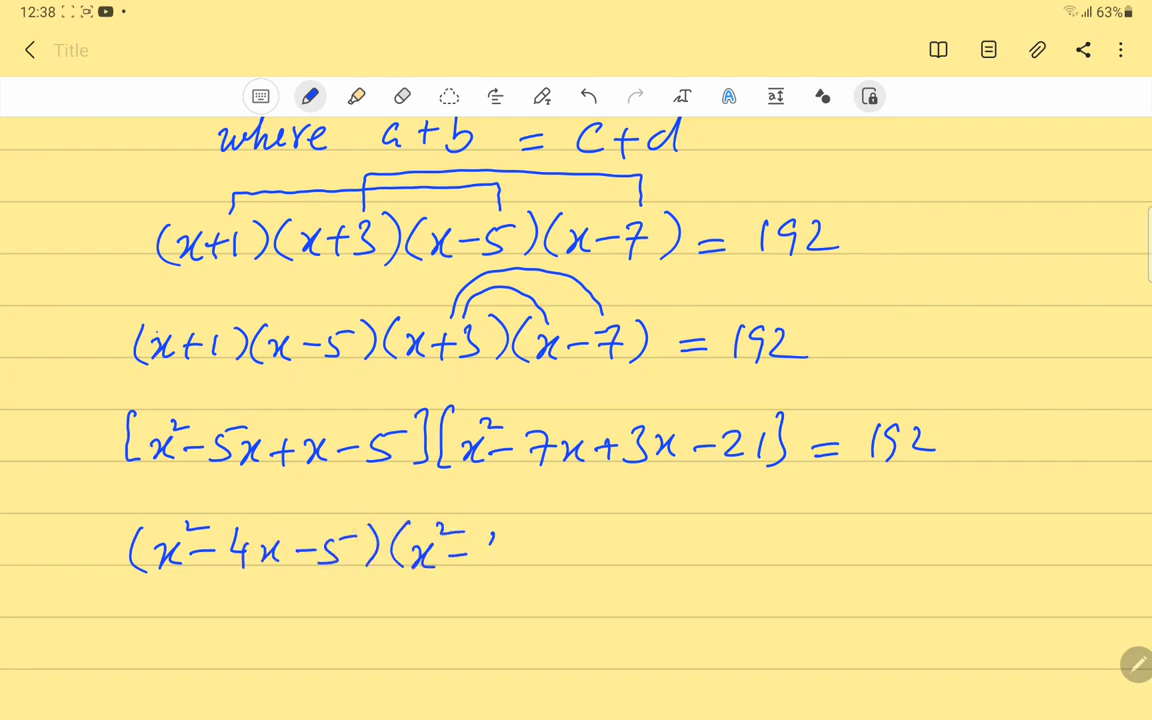 12:38 63%
Title
where a+b = c+d
(x+1)(x+3)(x-5)(x-7) = 192
(x+1)(x-5)(x+3)(x-7) = 192
[x²-5x+x-5][x²-7x+3x-21] = 192
(x²-4x-5)(x²-